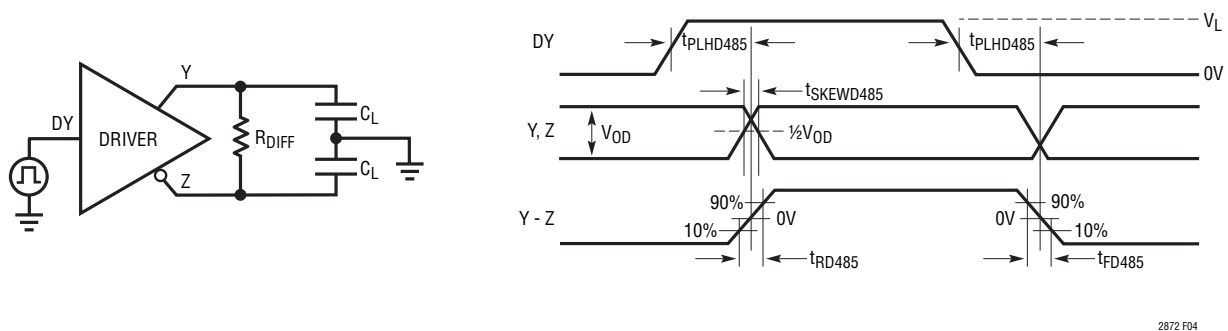 DY
DRIVER
Y
Z
R_DIFF
C_L
C_L
DY
t_PLHD485
t_PLHD485
V_L
0V
t_SKEWD485
Y, Z
V_OD
½V_OD
Y - Z
90%
0V
10%
t_RD485
90%
0V
10%
t_FD485
2872 F04